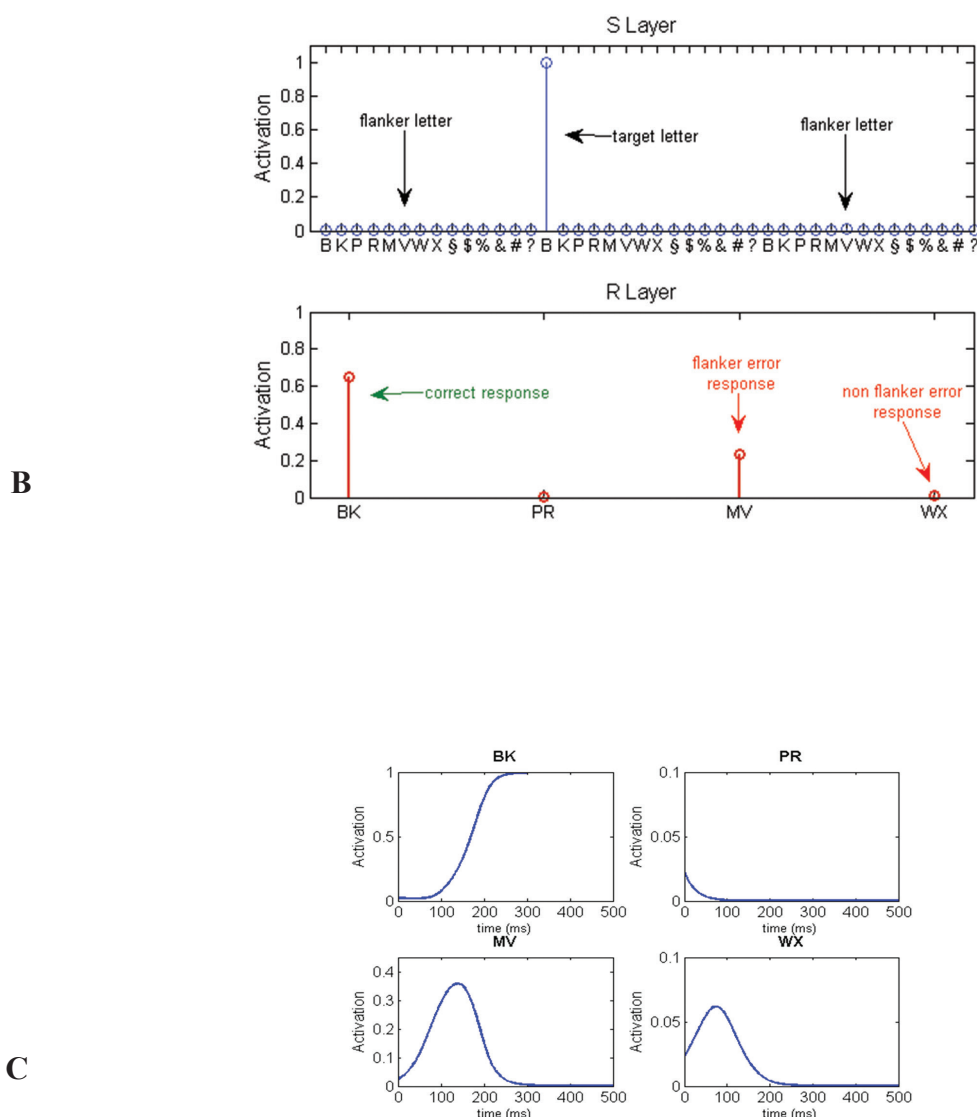 S Layer
Activation
1
0.8
0.6
0.4
0.2
0
flanker letter
target letter
flanker letter
B K P R M V W X § $ % & # ? B K P R M V W X § $ % & # ? B K P R M V W X § $ % & # ?
R Layer
Activation
1
0.8
0.6
0.4
0.2
0
correct response
flanker error
response
non flanker error
response
BK PR MV WX
B
BK
Activation
1
0.5
0
0 100 200 300 400 500
time (ms)
PR
Activation
0.1
0.05
0
0 100 200 300 400 500
time (ms)
MV
Activation
0.4
0.3
0.2
0.1
0
0 100 200 300 400 500
time (ms)
WX
Activation
0.1
0.05
0
0 100 200 300 400 500
time (ms)
C